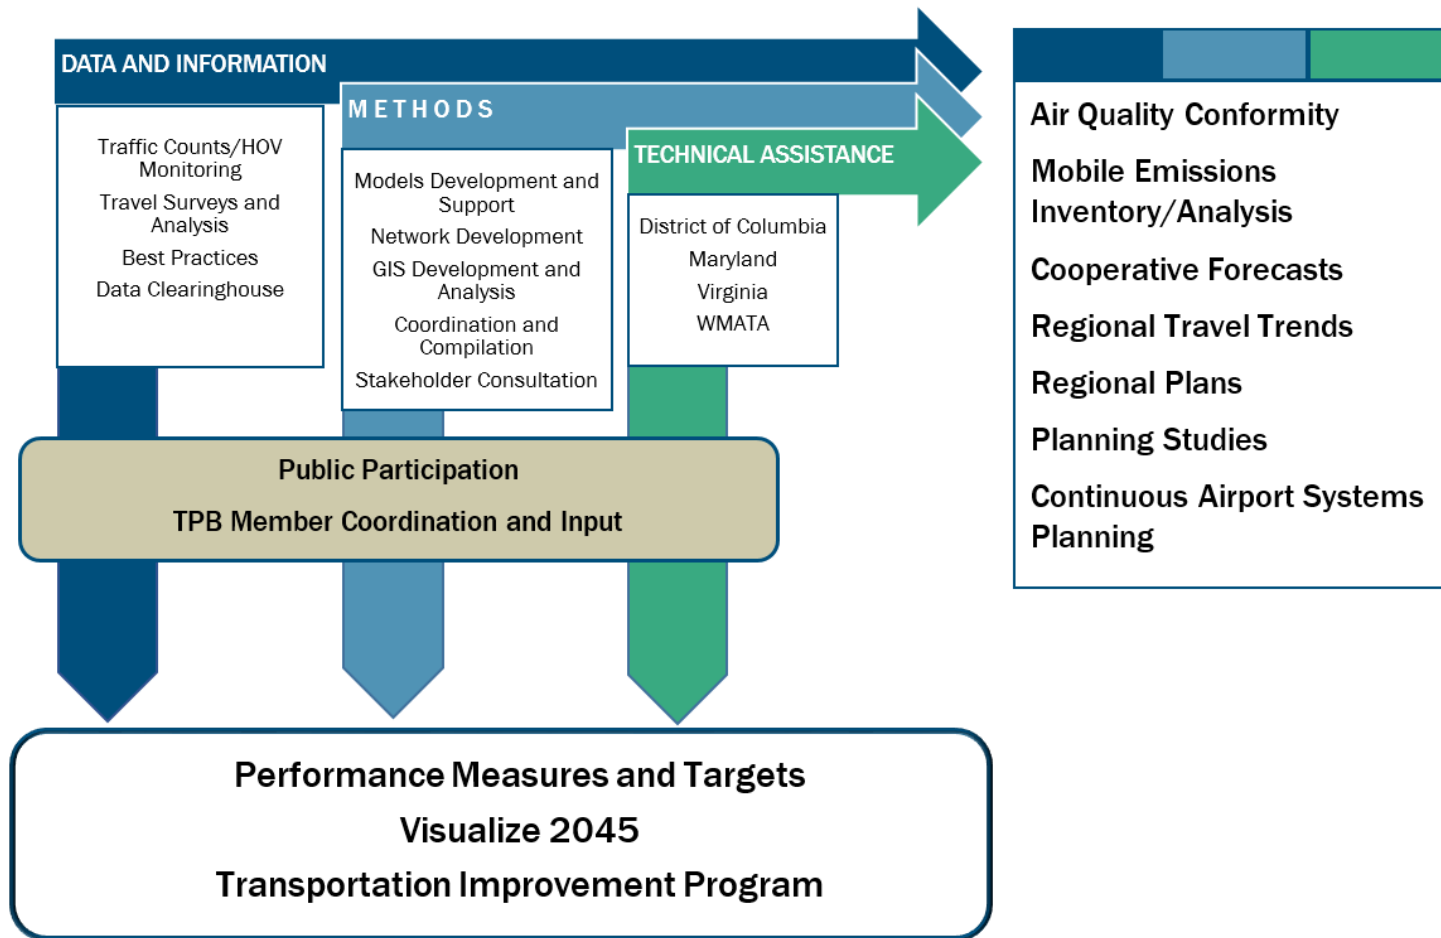 DATA AND INFORMATION
Traffic Counts/HOV
Monitoring
Travel Surveys and
Analysis
Best Practices
Data Clearinghouse
METHODS
Models Development and
Support
Network Development
GIS Development and
Analysis
Coordination and
Compilation
Stakeholder Consultation
TECHNICAL ASSISTANCE
District of Columbia
Maryland
Virginia
WMATA
Air Quality Conformity
Mobile Emissions
Inventory/Analysis
Cooperative Forecasts
Regional Travel Trends
Regional Plans
Planning Studies
Continuous Airport Systems
Planning
Public Participation
TPB Member Coordination and Input
Performance Measures and Targets
Visualize 2045
Transportation Improvement Program